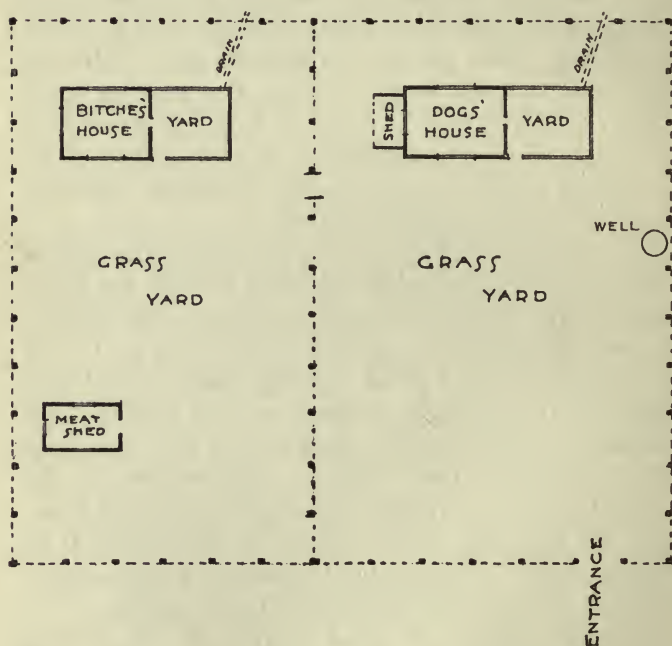 DRAIN
BITCHES'
HOUSE
YARD
GRASS
YARD
MEAT
SHED
DRAIN
SHED
DOGS'
HOUSE
YARD
WELL
GRASS
YARD
ENTRANCE